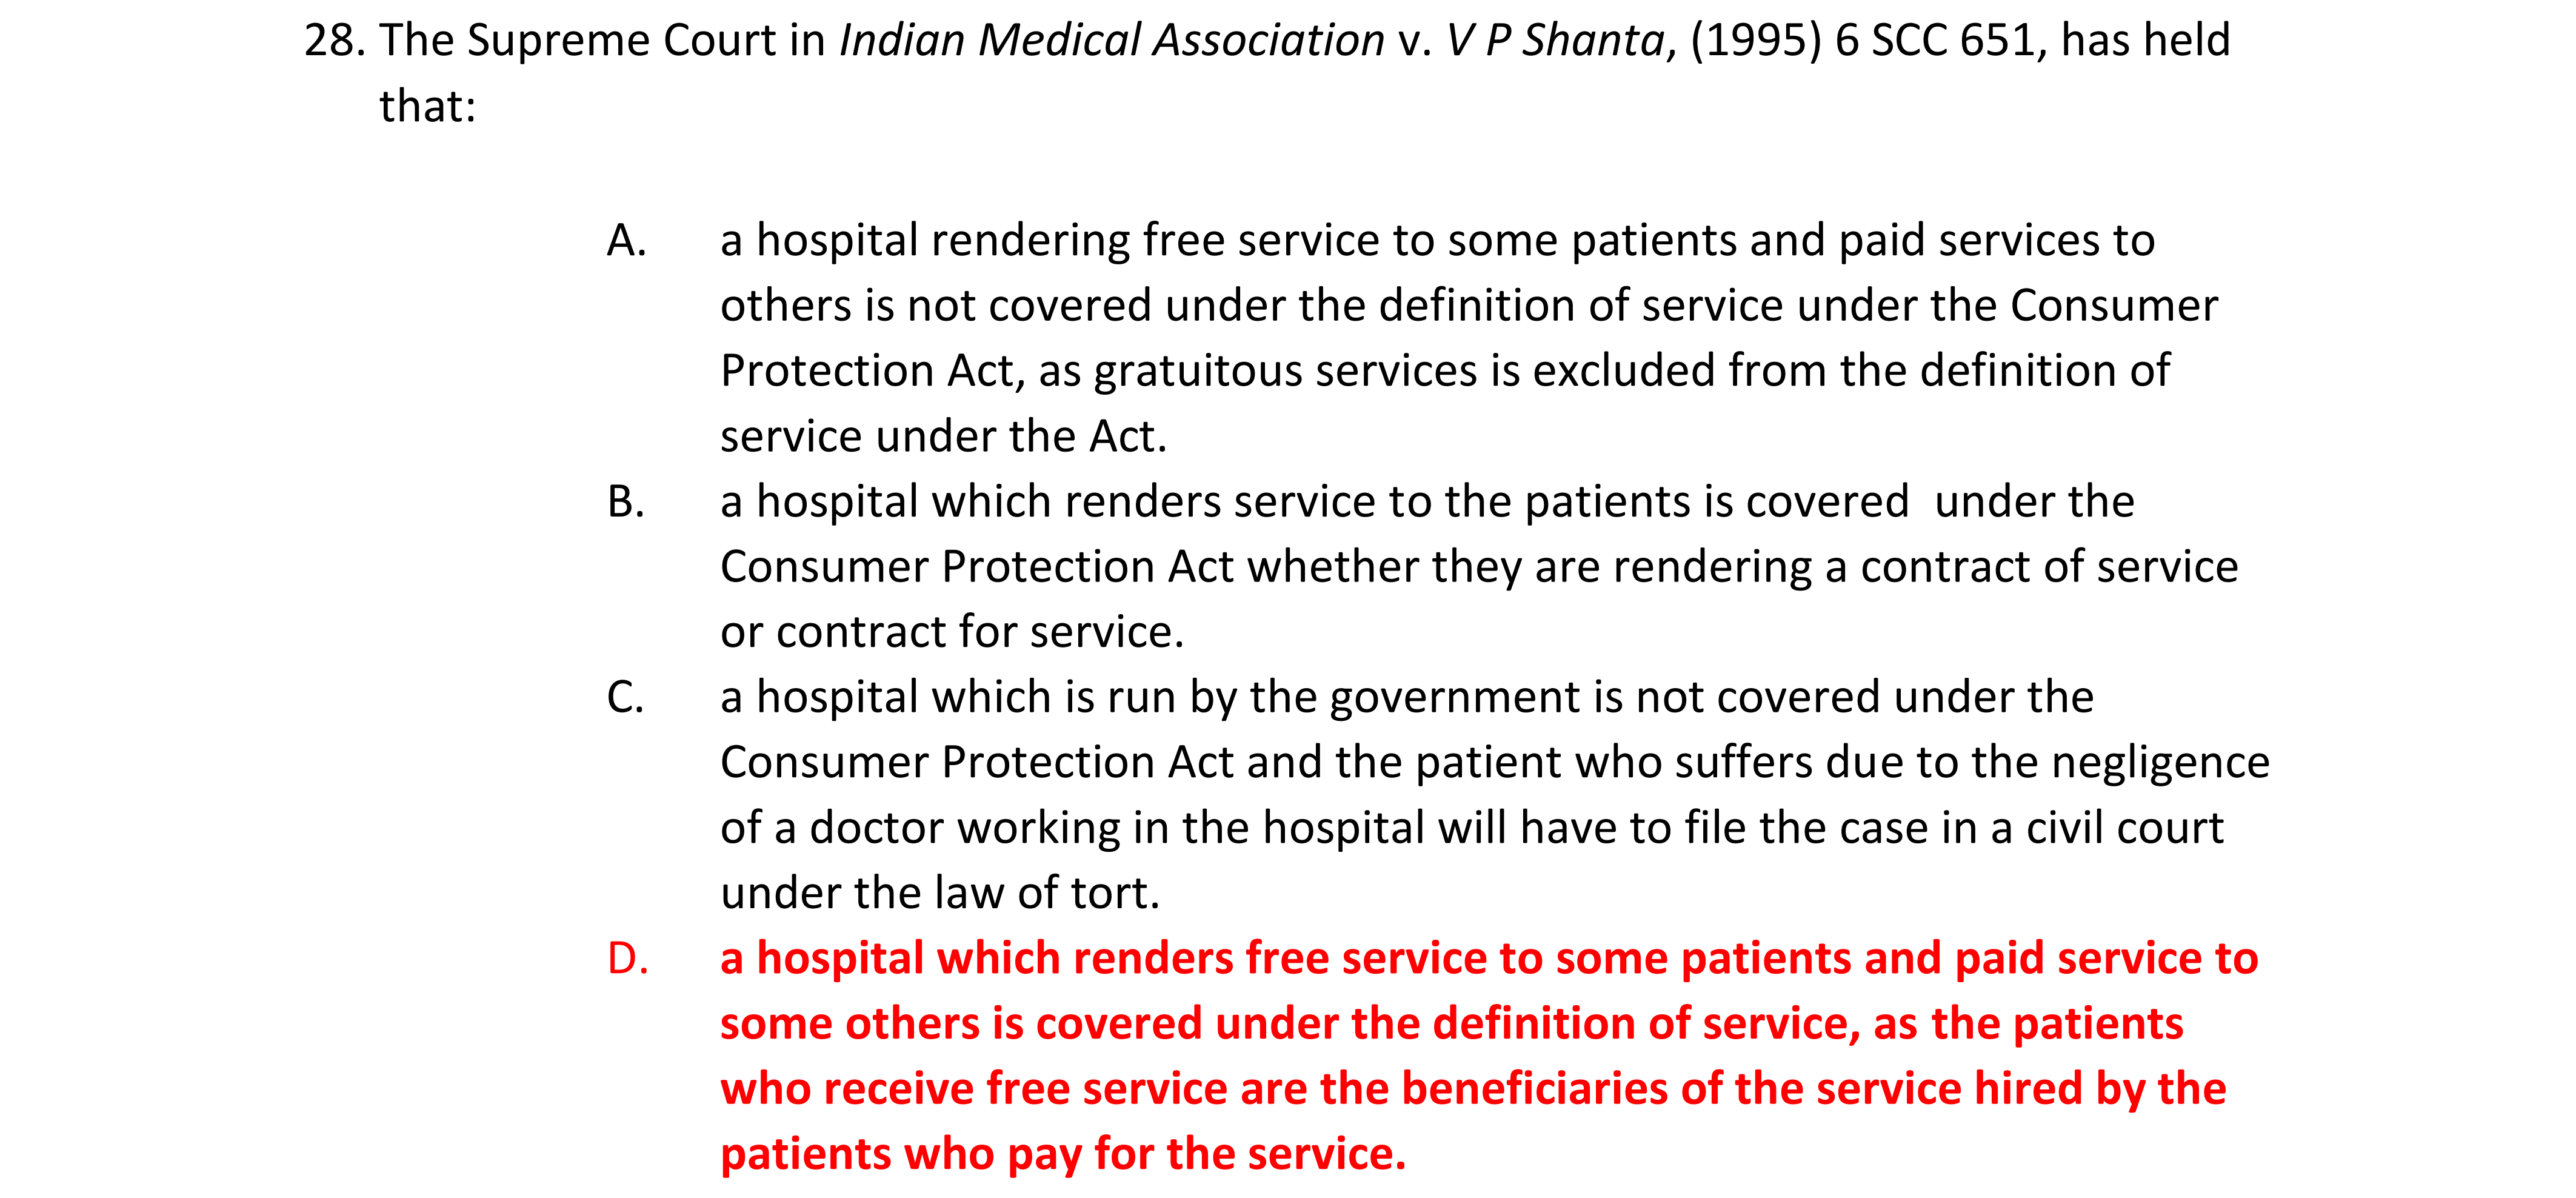 28. The Supreme Court in Indian Medical Association v. V P Shanta, (1995) 6 SCC 651, has held
that:
A. a hospital rendering free service to some patients and paid services to
others is not covered under the definition of service under the Consumer
Protection Act, as gratuitous services is excluded from the definition of
service under the Act.
B. a hospital which renders service to the patients is covered  under the
Consumer Protection Act whether they are rendering a contract of service
or contract for service.
C. a hospital which is run by the government is not covered under the
Consumer Protection Act and the patient who suffers due to the negligence
of a doctor working in the hospital will have to file the case in a civil court
under the law of tort.
D. a hospital which renders free service to some patients and paid service to
some others is covered under the definition of service, as the patients
who receive free service are the beneficiaries of the service hired by the
patients who pay for the service.